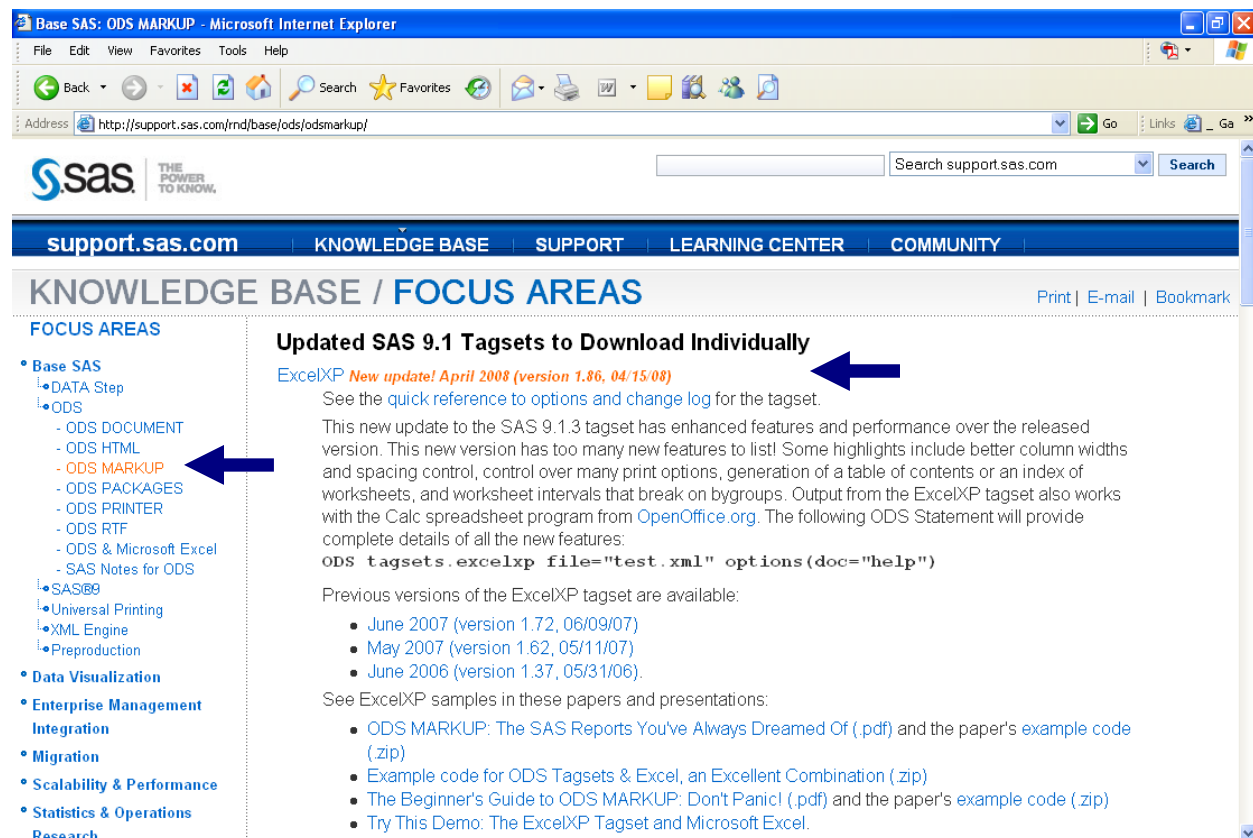 Base SAS: ODS MARKUP - Microsoft Internet Explorer
File Edit View Favorites Tools Help
Back Search Favorites
Address http://support.sas.com/rnd/base/ods/odsmarkup/ Go Links _ Ga »
sas THE POWER TO KNOW.
Search support.sas.com Search
support.sas.com KNOWLEDGE BASE SUPPORT LEARNING CENTER COMMUNITY
KNOWLEDGE BASE / FOCUS AREAS
Print | E-mail | Bookmark
FOCUS AREAS
Base SAS
DATA Step
ODS
- ODS DOCUMENT
- ODS HTML
- ODS MARKUP
- ODS PACKAGES
- ODS PRINTER
- ODS RTF
- ODS & Microsoft Excel
- SAS Notes for ODS
SAS®9
Universal Printing
XML Engine
Preproduction
Data Visualization
Enterprise Management
Integration
Migration
Scalability & Performance
Statistics & Operations
Research
Updated SAS 9.1 Tagsets to Download Individually
ExcelXP New update! April 2008 (version 1.86, 04/15/08)
See the quick reference to options and change log for the tagset.
This new update to the SAS 9.1.3 tagset has enhanced features and performance over the released
version. This new version has too many new features to list! Some highlights include better column widths
and spacing control, control over many print options, generation of a table of contents or an index of
worksheets, and worksheet intervals that break on bygroups. Output from the ExcelXP tagset also works
with the Calc spreadsheet program from OpenOffice.org. The following ODS Statement will provide
complete details of all the new features:
ODS tagsets.excelxp file="test.xml" options(doc="help")
Previous versions of the ExcelXP tagset are available:
• June 2007 (version 1.72, 06/09/07)
• May 2007 (version 1.62, 05/11/07)
• June 2006 (version 1.37, 05/31/06).
See ExcelXP samples in these papers and presentations:
• ODS MARKUP: The SAS Reports You've Always Dreamed Of (.pdf) and the paper's example code
(.zip)
• Example code for ODS Tagsets & Excel, an Excellent Combination (.zip)
• The Beginner's Guide to ODS MARKUP: Don't Panic! (.pdf) and the paper's example code (.zip)
• Try This Demo: The ExcelXP Tagset and Microsoft Excel.